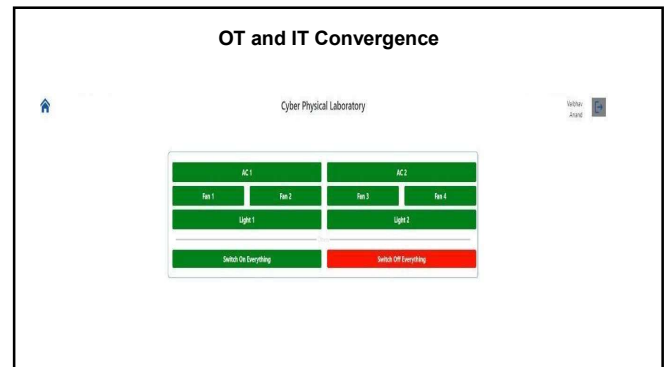 OT and IT Convergence
Cyber Physical Laboratory
Vaibhav
Anand
AC 1 AC 2
Fan 1 Fan 2 Fan 3 Fan 4
Light 1 Light 2
Switch On Everything Switch Off Everything